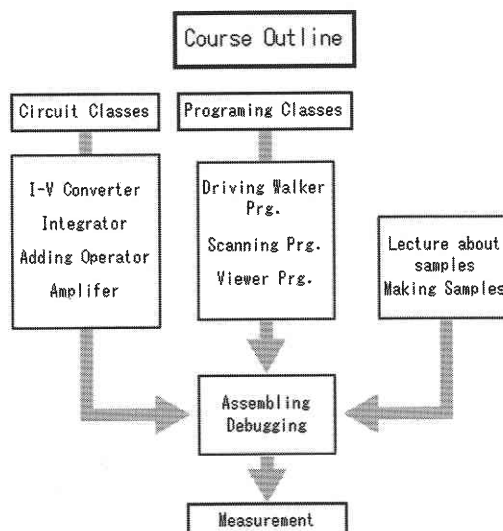 Course Outline
Circuit Classes
Programing Classes
I-V Converter
Integrator
Adding Operator
Amplifer
Driving Walker
Prg.
Scanning Prg.
Viewer Prg.
Lecture about
samples
Making Samples
Assembling
Debugging
Measurement